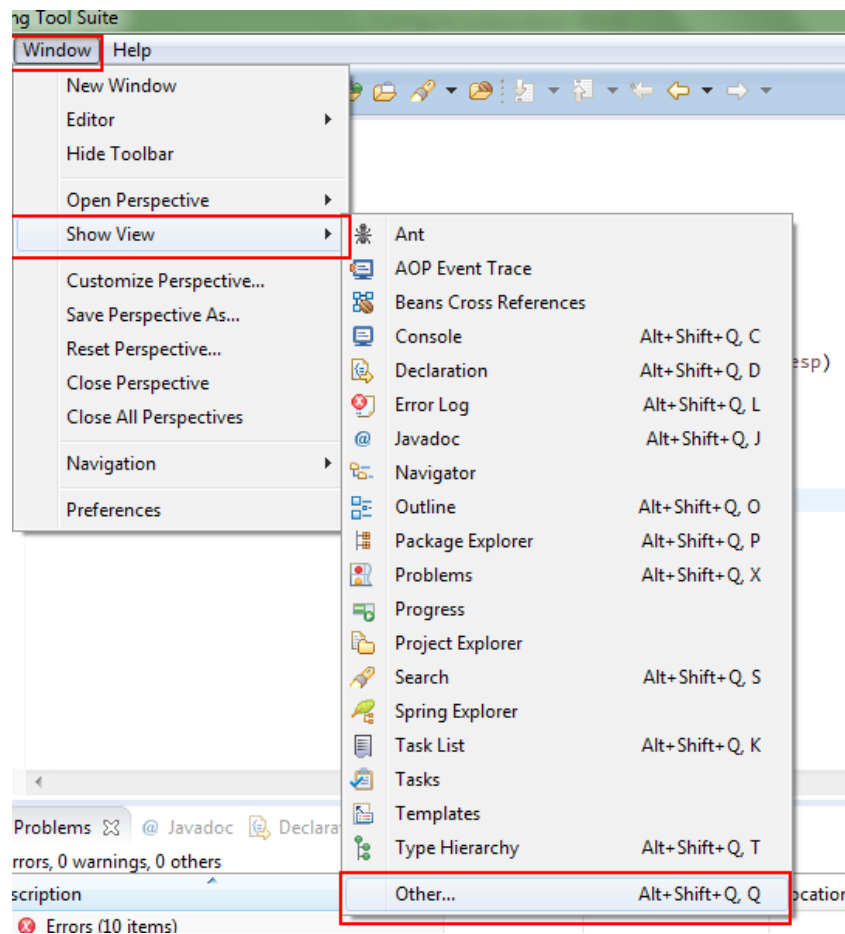 ng Tool Suite
Window Help
New Window
Editor
Hide Toolbar
Open Perspective
Show View
Customize Perspective...
Save Perspective As...
Reset Perspective...
Close Perspective
Close All Perspectives
Navigation
Preferences
Ant
AOP Event Trace
Beans Cross References
Console Alt+Shift+Q, C
Declaration Alt+Shift+Q, D
Error Log Alt+Shift+Q, L
Javadoc Alt+Shift+Q, J
Navigator
Outline Alt+Shift+Q, O
Package Explorer Alt+Shift+Q, P
Problems Alt+Shift+Q, X
Progress
Project Explorer
Search Alt+Shift+Q, S
Spring Explorer
Task List Alt+Shift+Q, K
Tasks
Templates
Type Hierarchy Alt+Shift+Q, T
Other... Alt+Shift+Q, Q
esp)
Problems @ Javadoc Declara
rrors, 0 warnings, 0 others
scription ocation
Errors (10 items)